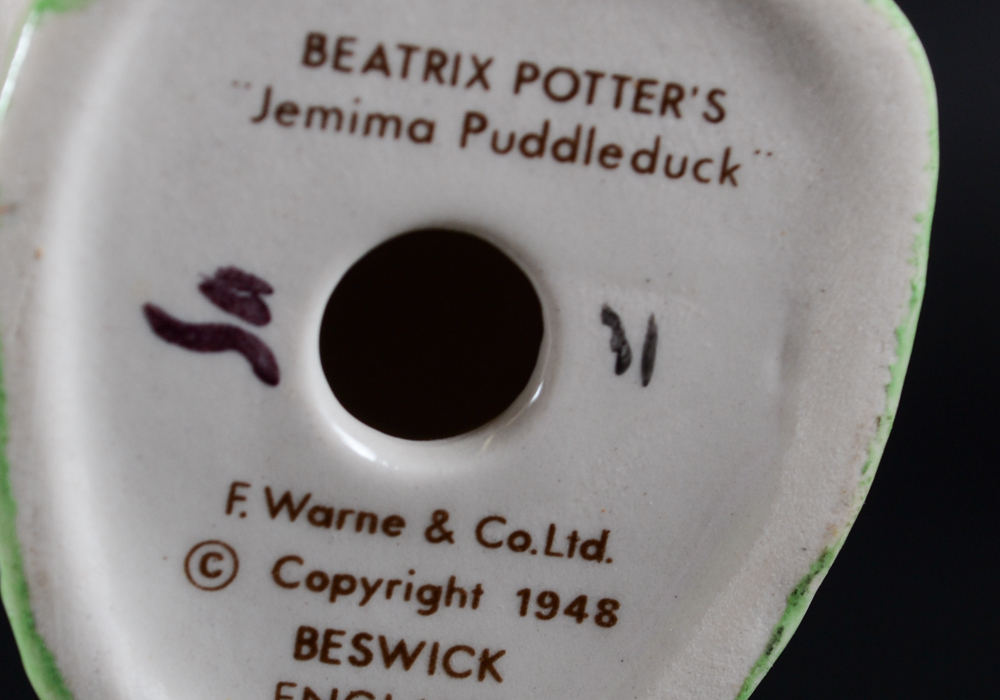 BEATRIX POTTER'S
"Jemima Puddleduck"
F. Warne & Co. Ltd.
© Copyright 1948
BESWICK